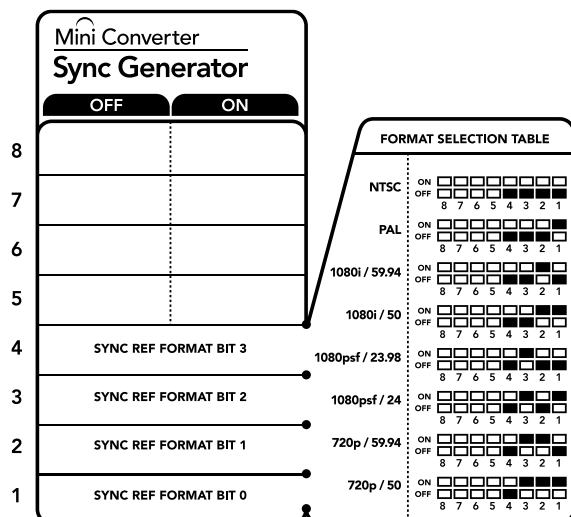 Mini Converter
Sync Generator
OFF ON
8
7
6
5
4 SYNC REF FORMAT BIT 3
3 SYNC REF FORMAT BIT 2
2 SYNC REF FORMAT BIT 1
1 SYNC REF FORMAT BIT 0
FORMAT SELECTION TABLE
NTSC ON
OFF
8 7 6 5 4 3 2 1
PAL ON
OFF
8 7 6 5 4 3 2 1
1080i / 59.94 ON
OFF
8 7 6 5 4 3 2 1
1080i / 50 ON
OFF
8 7 6 5 4 3 2 1
1080psf / 23.98 ON
OFF
8 7 6 5 4 3 2 1
1080psf / 24 ON
OFF
8 7 6 5 4 3 2 1
720p / 59.94 ON
OFF
8 7 6 5 4 3 2 1
720p / 50 ON
OFF
8 7 6 5 4 3 2 1